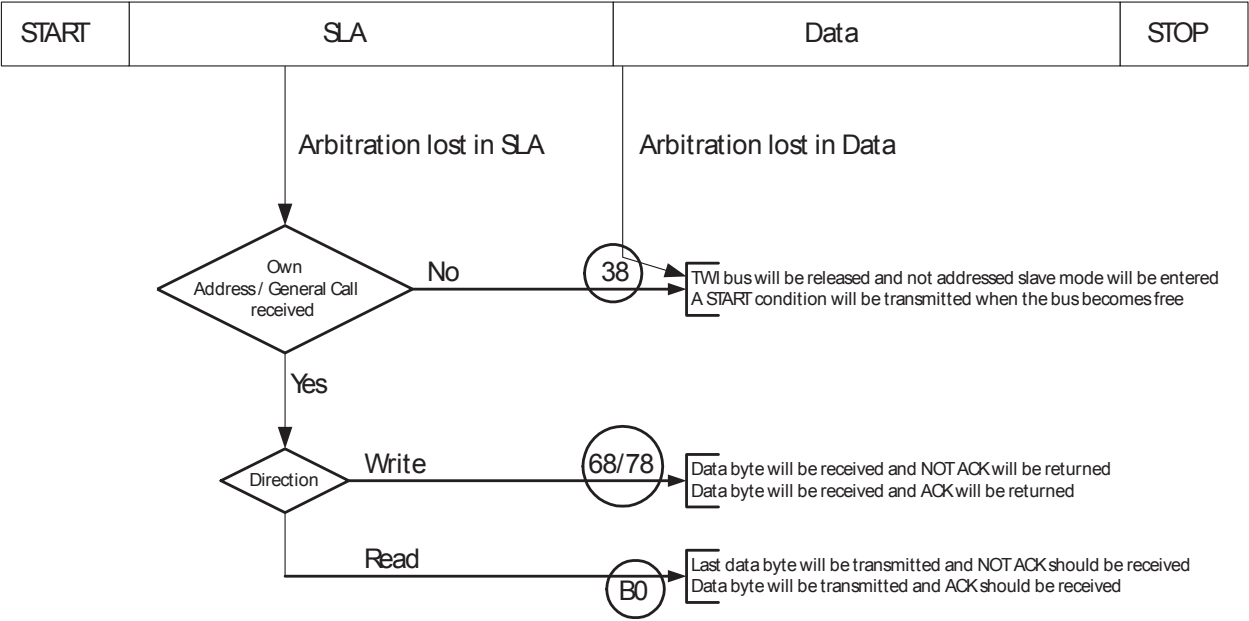 START SLA Data STOP
Arbitration lost in SLA Arbitration lost in Data
Own
Address / General Call
received
No
38
TWI bus will be released and not addressed slave mode will be entered
A START condition will be transmitted when the bus becomes free
Yes
Direction
Write
68/78
Data byte will be received and NOT ACK will be returned
Data byte will be received and ACK will be returned
Read
B0
Last data byte will be transmitted and NOT ACK should be received
Data byte will be transmitted and ACK should be received